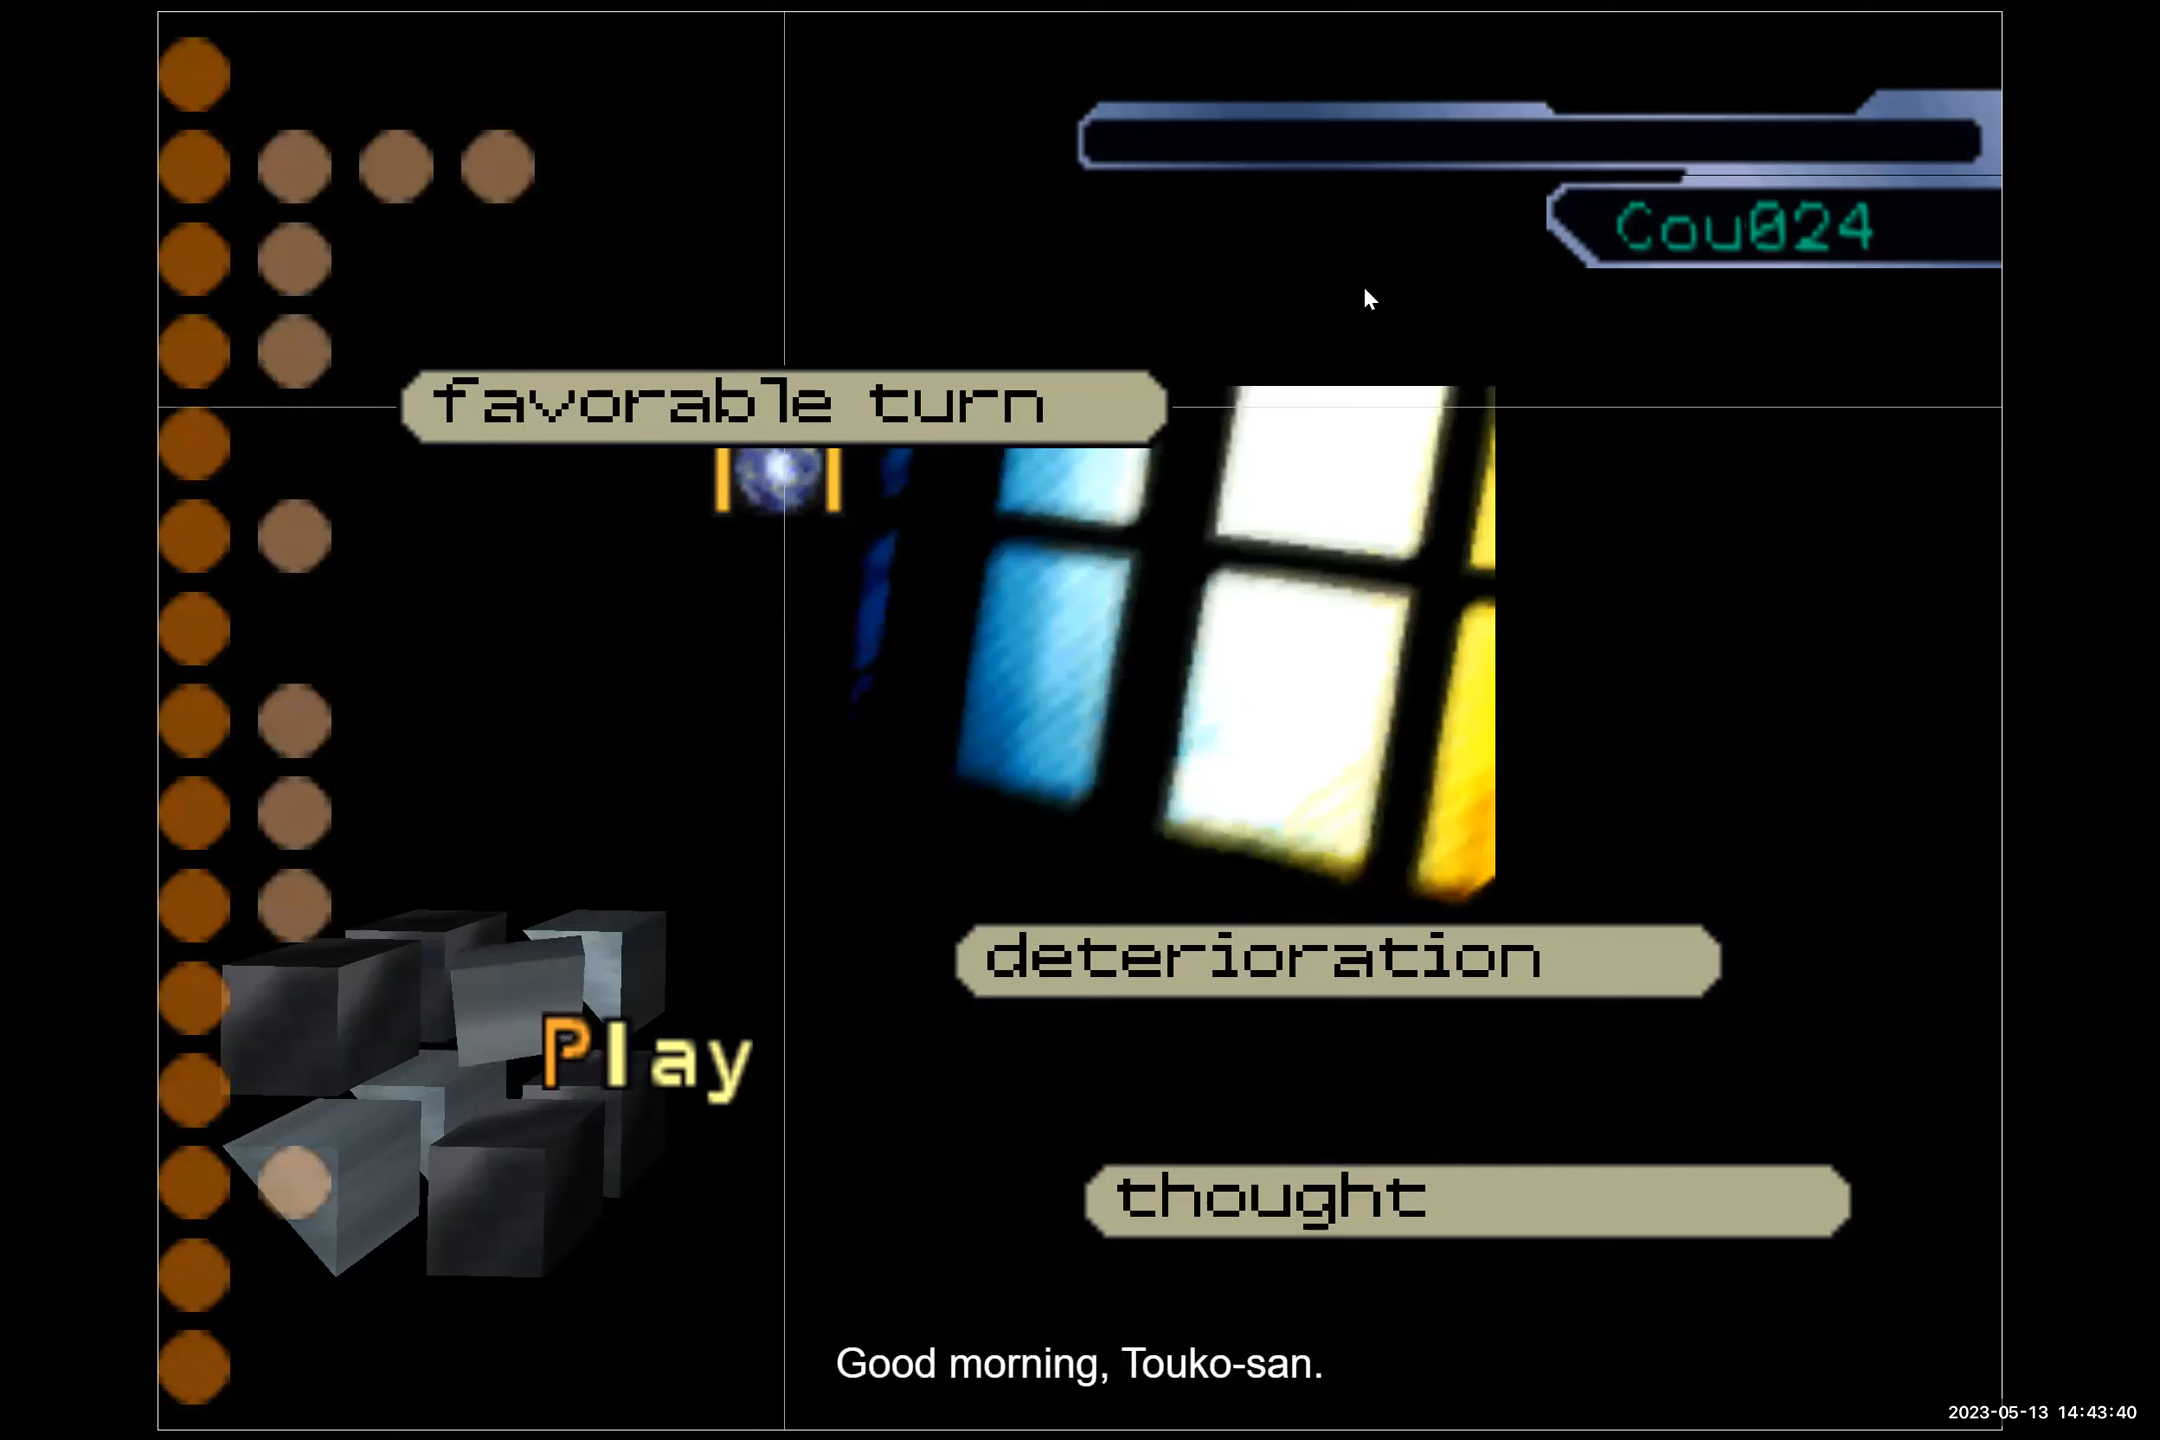 Cou024
favorable turn
deterioration
Play
thought
Good morning, Touko-san.
2023-05-13 14:43:40